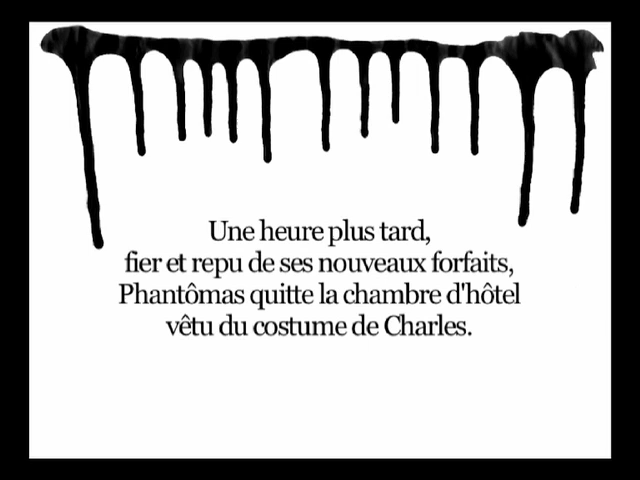 Une heure plus tard,
fier et repu de ses nouveaux forfaits,
Phantômas quitte la chambre d'hôtel
vêtu du costume de Charles.